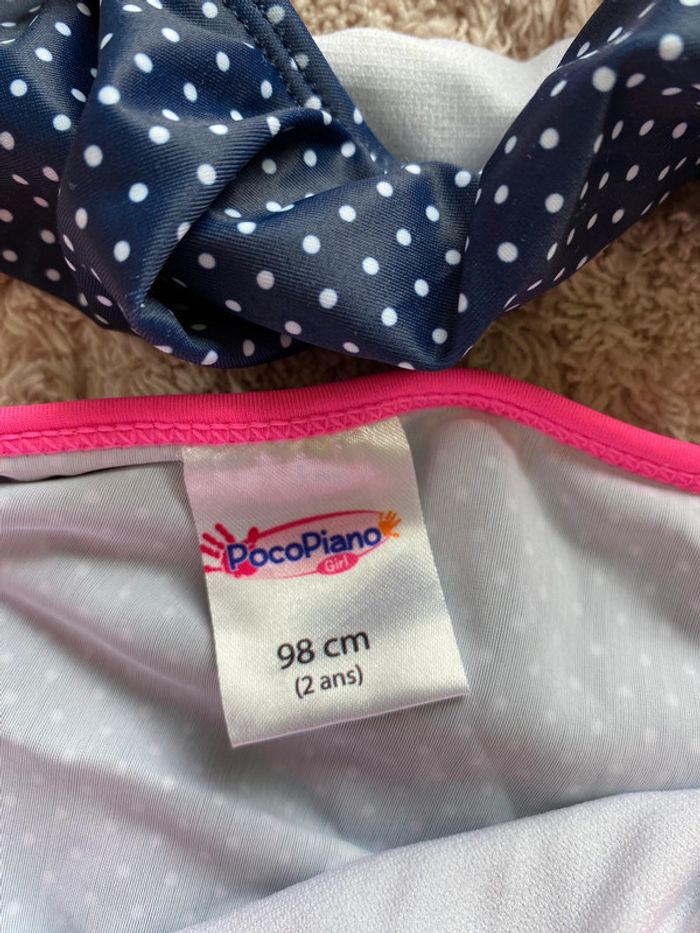 PocoPiano
Girl
98 cm
(2 ans)